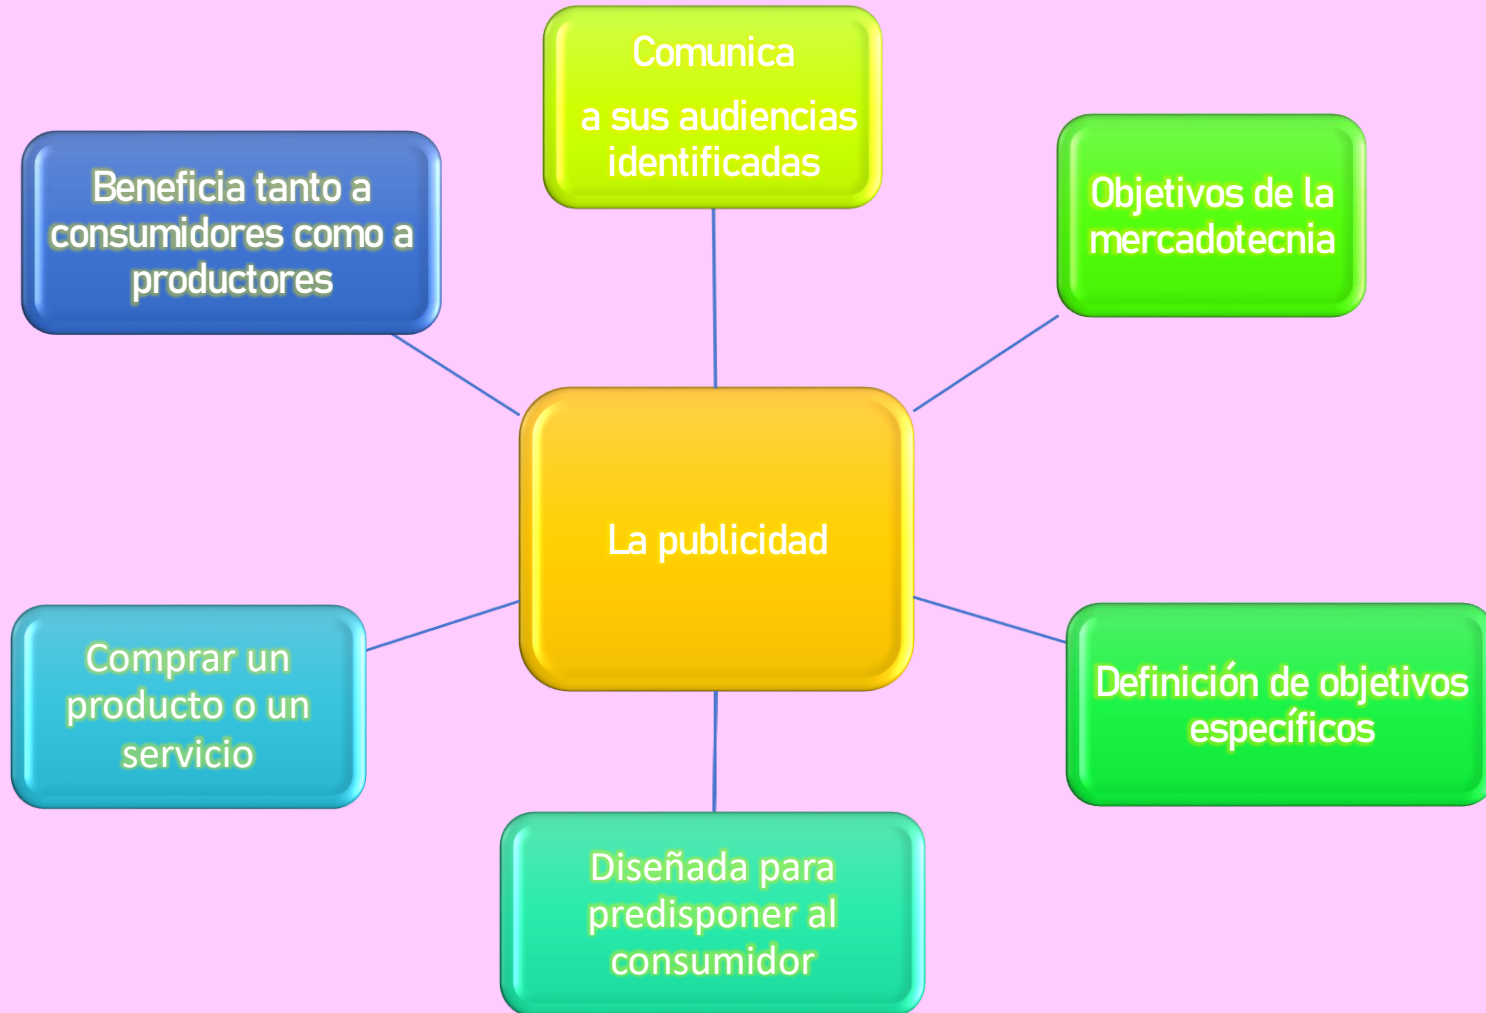 Comunica
a sus audiencias
identificadas
Objetivos de la
mercadotecnia
Beneficia tanto a
consumidores como a
productores
La publicidad
Comprar un
producto o un
servicio
Definición de objetivos
específicos
Diseñada para
predisponer al
consumidor